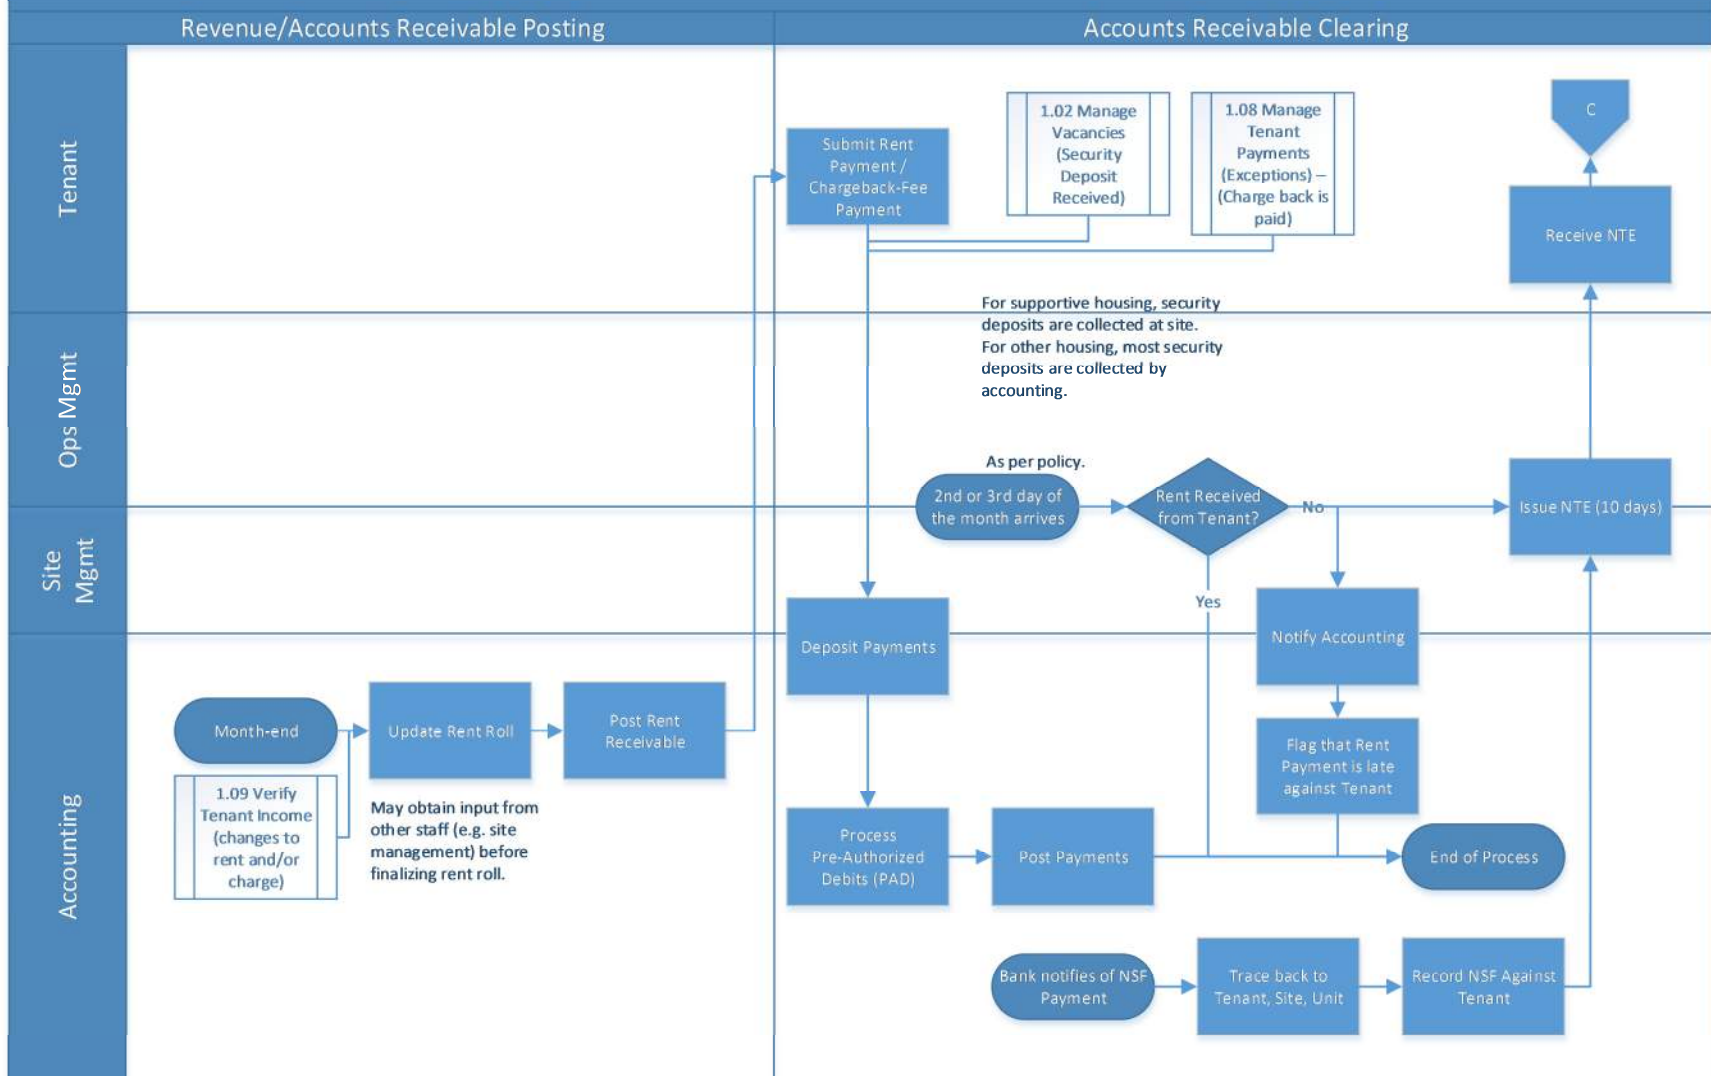 Revenue/Accounts Receivable Posting
Accounts Receivable Clearing
Tenant
Submit Rent
Payment /
Chargeback-Fee
Payment
1.02 Manage
Vacancies
(Security
Deposit
Received)
1.08 Manage
Tenant
Payments
(Exceptions) –
(Charge back is
paid)
C
Receive NTE
For supportive housing, security
deposits are collected at site.
For other housing, most security
deposits are collected by
accounting.
Ops Mgmt
As per policy.
2nd or 3rd day of
the month arrives
Rent Received
from Tenant?
No
Yes
Issue NTE (10 days)
Site
Mgmt
Deposit Payments
Notify Accounting
Accounting
Month-end
1.09 Verify
Tenant Income
(changes to
rent and/or
charge)
Update Rent Roll
May obtain input from
other staff (e.g. site
management) before
finalizing rent roll.
Post Rent
Receivable
Flag that Rent
Payment is late
against Tenant
Process
Pre-Authorized
Debits (PAD)
Post Payments
End of Process
Bank notifies of NSF
Payment
Trace back to
Tenant, Site, Unit
Record NSF Against
Tenant